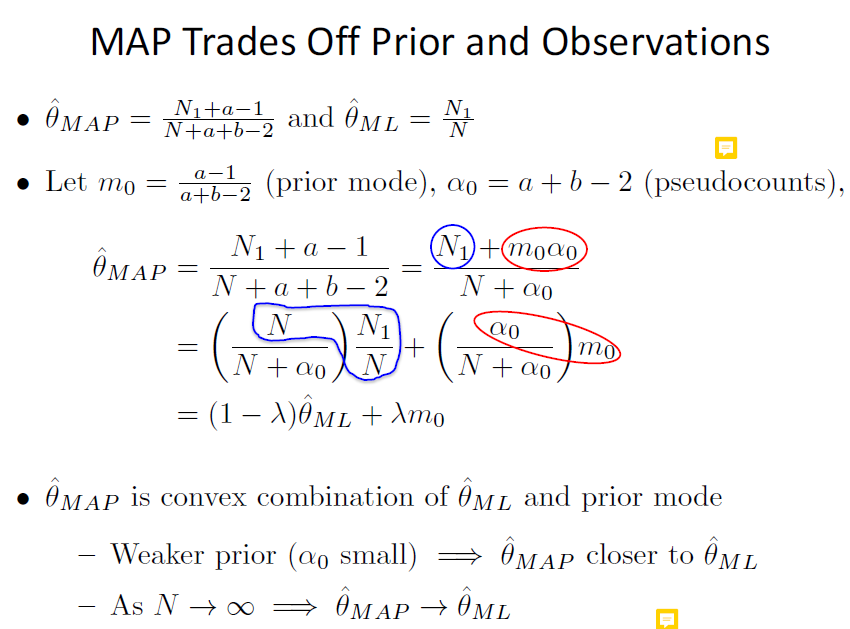 MAP Trades Off Prior and Observations
• θ̂_MAP = (N₁+a−1)/(N+a+b−2) and θ̂_ML = N₁/N
• Let m₀ = (a−1)/(a+b−2) (prior mode), α₀ = a + b − 2 (pseudocounts),
θ̂_MAP = (N₁ + a − 1)/(N + a + b − 2) = (N₁ + m₀α₀)/(N + α₀)
= (N/(N + α₀)) N₁/N + (α₀/(N + α₀)) m₀
= (1 − λ)θ̂_ML + λm₀
• θ̂_MAP is convex combination of θ̂_ML and prior mode
– Weaker prior (α₀ small) ⟹ θ̂_MAP closer to θ̂_ML
– As N → ∞ ⟹ θ̂_MAP → θ̂_ML